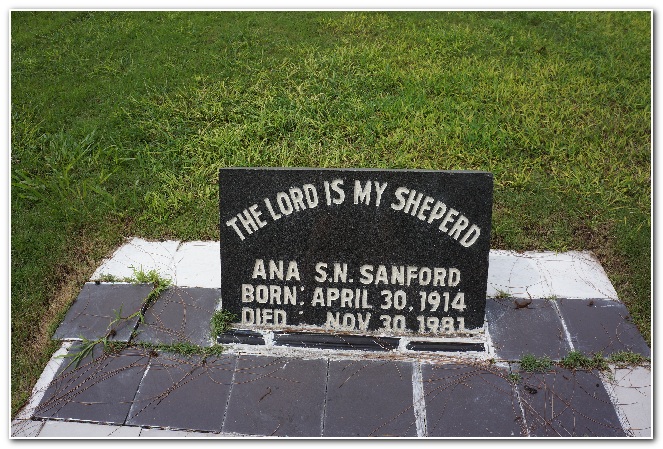 THE LORD IS MY SHEPERD
ANA S.N. SANFORD
BORN: APRIL 30, 1914
DIED : NOV 30, 1981